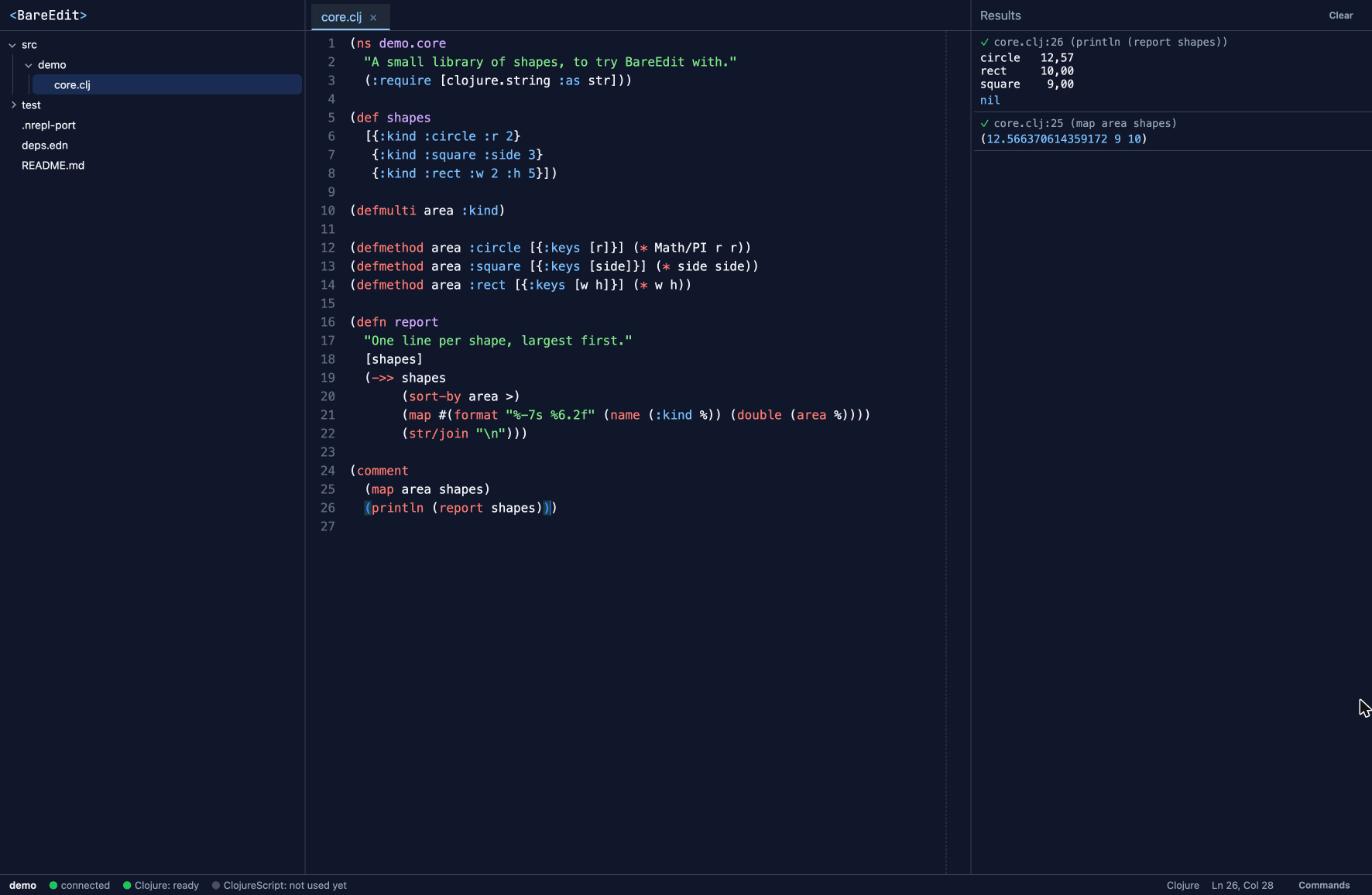 <BareEdit>
src
demo
core.clj
test
.nrepl-port
deps.edn
README.md
core.clj ×
1 (ns demo.core
2   "A small library of shapes, to try BareEdit with."
3   (:require [clojure.string :as str]))
4
5 (def shapes
6   [{:kind :circle :r 2}
7    {:kind :square :side 3}
8    {:kind :rect :w 2 :h 5}])
9
10 (defmulti area :kind)
11
12 (defmethod area :circle [{:keys [r]}] (* Math/PI r r))
13 (defmethod area :square [{:keys [side]}] (* side side))
14 (defmethod area :rect [{:keys [w h]}] (* w h))
15
16 (defn report
17   "One line per shape, largest first."
18   [shapes]
19   (->> shapes
20        (sort-by area >)
21        (map #(format "%-7s %6.2f" (name (:kind %)) (double (area %))))
22        (str/join "\n")))
23
24 (comment
25   (map area shapes)
26   (println (report shapes)))
27
Results Clear
✓ core.clj:26 (println (report shapes))
circle   12,57
rect     10,00
square    9,00
nil
✓ core.clj:25 (map area shapes)
(12.566370614359172 9 10)
demo connected Clojure: ready ClojureScript: not used yet Clojure Ln 26, Col 28 Commands